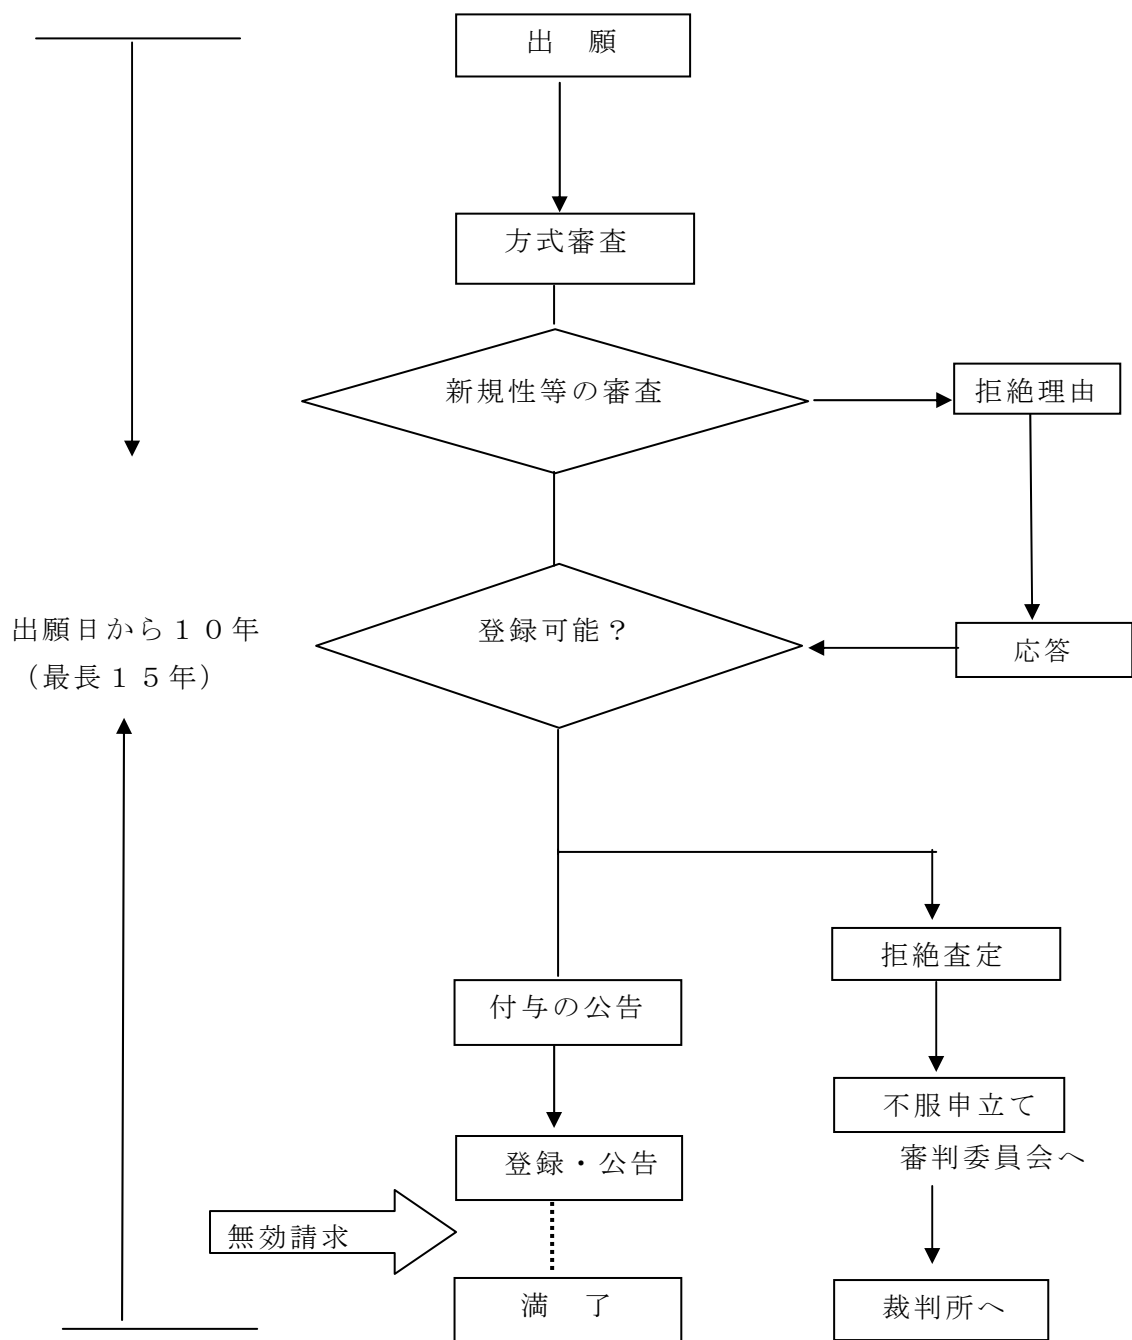 出　願
方式審査
新規性等の審査
拒絶理由
出願日から１０年
（最長１５年）
登録可能？
応答
拒絶査定
付与の公告
不服申立て
審判委員会へ
登録・公告
無効請求
満　了
裁判所へ